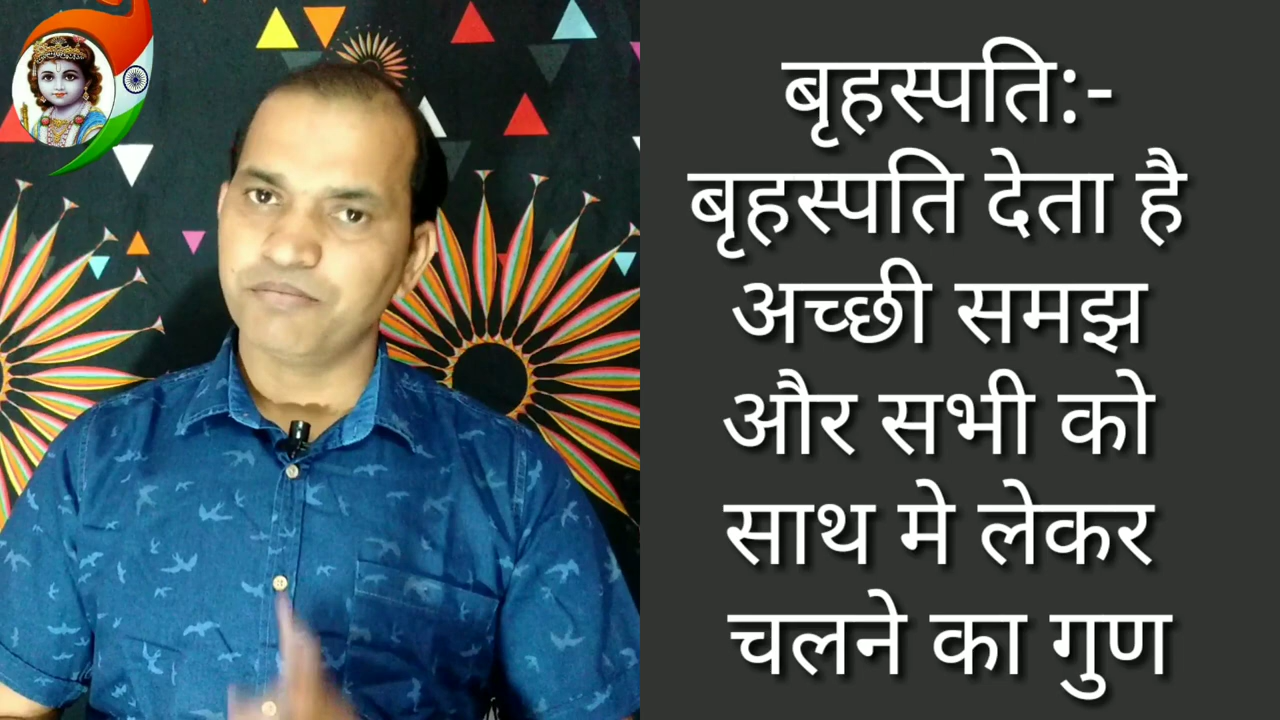 बृहस्पति:-
बृहस्पति देता है
अच्छी समझ
और सभी को
साथ मे लेकर
चलने का गुण